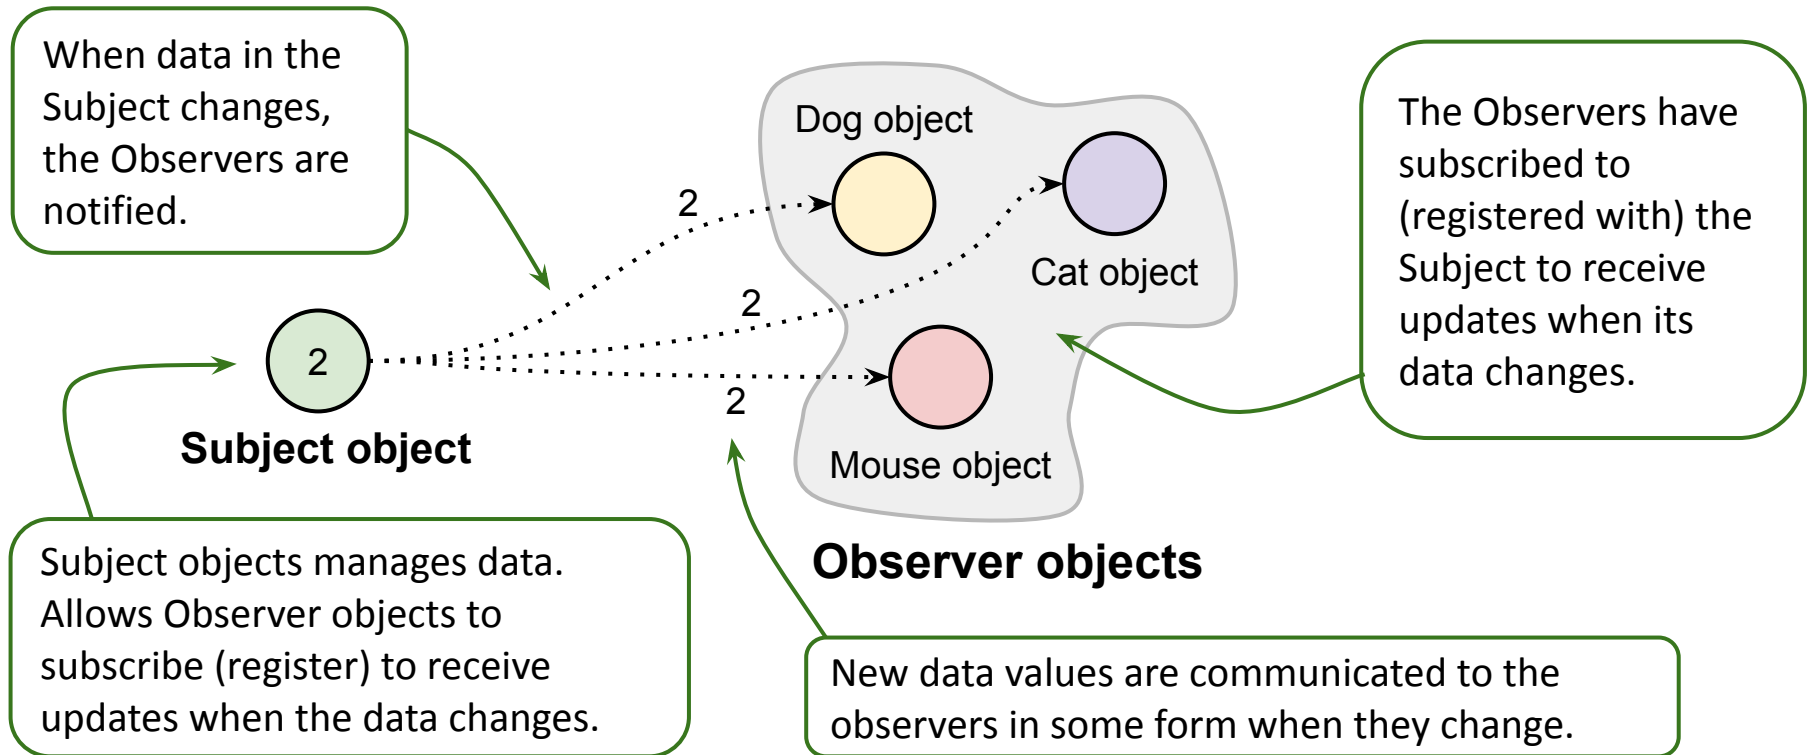 When data in the
Subject changes,
the Observers are
notified.
Dog object
Cat object
The Observers have
subscribed to
(registered with) the
Subject to receive
updates when its
data changes.
2
2
2
2
Subject object
Mouse object
Observer objects
Subject objects manages data.
Allows Observer objects to
subscribe (register) to receive
updates when the data changes.
New data values are communicated to the
observers in some form when they change.